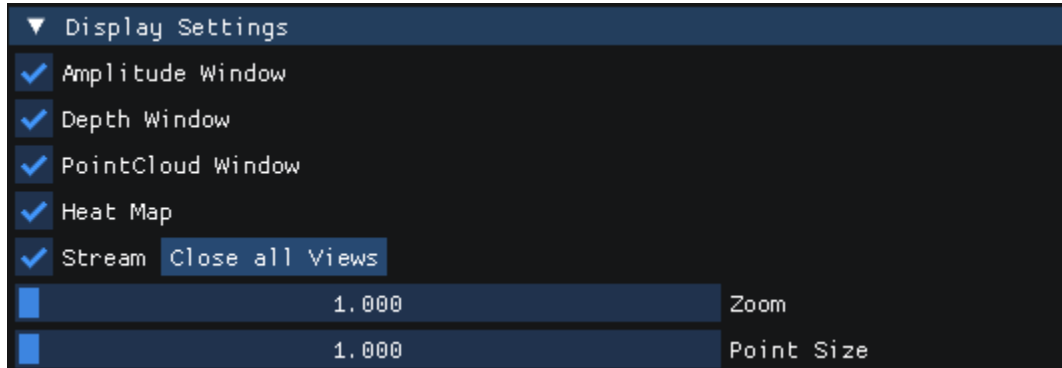 Display Settings
Amplitude Window
Depth Window
PointCloud Window
Heat Map
Stream Close all Views
1.000 Zoom
1.000 Point Size